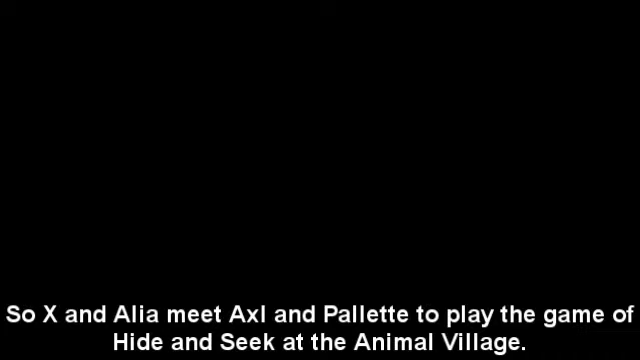 So X and Alia meet Axl and Pallette to play the game of
Hide and Seek at the Animal Village.